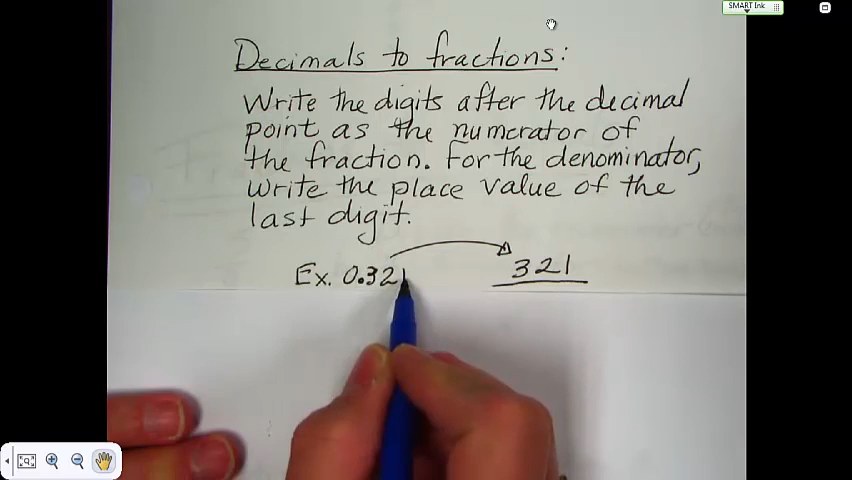 SMART Ink
Decimals to fractions:
Write the digits after the decimal
point as the numerator of
the fraction. For the denominator,
write the place value of the
last digit.
Ex. 0.321 321